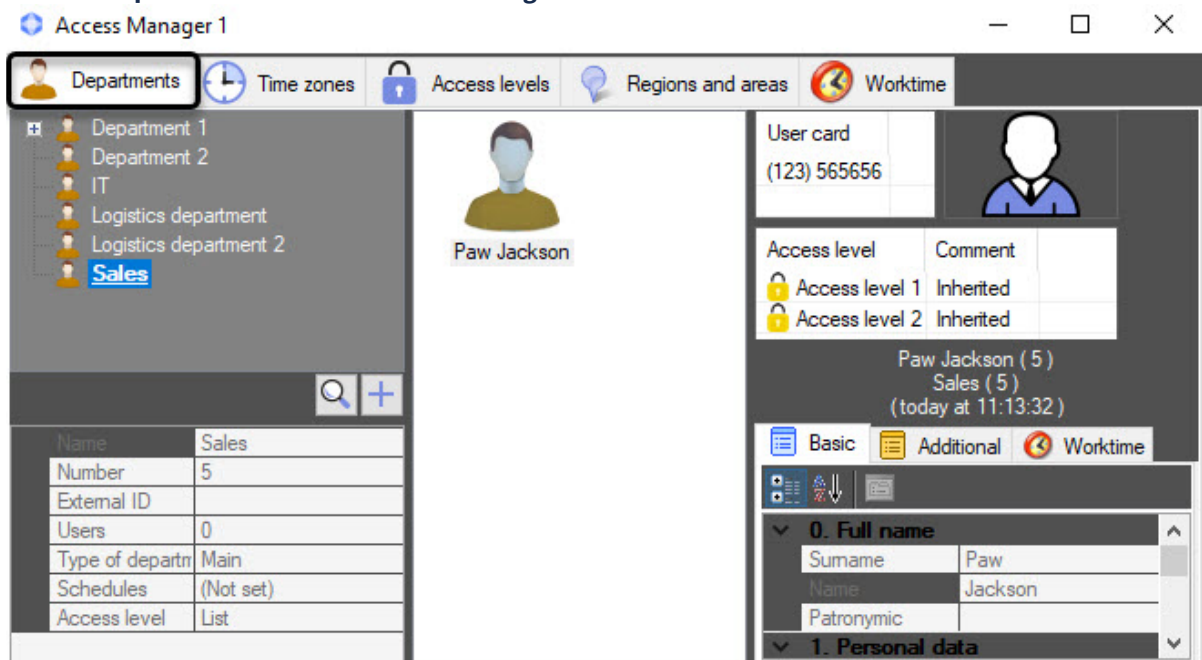 Access Manager 1
Departments
Time zones
Access levels
Regions and areas
Worktime
Department 1
Department 2
IT
Logistics department
Logistics department 2
Sales
Paw Jackson
User card
(123) 565656
Access level Comment
Access level 1 Inherited
Access level 2 Inherited
Paw Jackson ( 5 )
Sales ( 5 )
(today at 11:13:32 )
Name Sales
Number 5
External ID
Users 0
Type of departm Main
Schedules (Not set)
Access level List
Basic Additional Worktime
0. Full name
Surname Paw
Name Jackson
Patronymic
1. Personal data